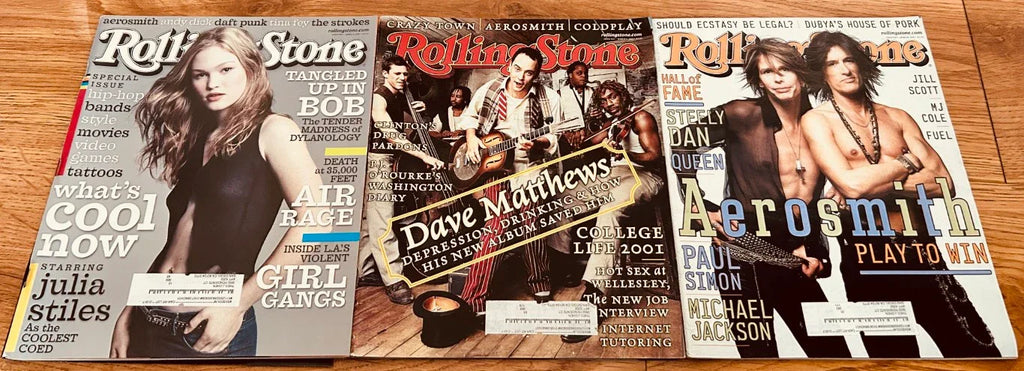 aerosmith andy dick daft punk tina fey the strokes
rollingstone.com
Rolling Stone
SPECIAL
ISSUE
hip-hop
bands
style
movies
video
games
tattoos
what's
cool
now
STARRING
julia
stiles
As the
COOLEST
COED
TANGLED
UP IN
BOB
The TENDER
MADNESS OF
DYLANOLOGY
DEATH
AT 35,000
FEET
AIR
RAGE
INSIDE L.A.'S
VIOLENT
GIRL
GANGS
CRAZY TOWN | AEROSMITH | COLDPLAY
rollingstone.com
Rolling Stone
CLINTON'S
DRUG
PARDONS
P.J.
O'ROURKE'S
WASHINGTON
DIARY
Dave Matthews
DEPRESSION, DRINKING & HOW
HIS NEW ALBUM SAVED HIM
COLLEGE
LIFE 2001
HOT SEX AT
WELLESLEY,
The NEW JOB
INTERVIEW
INTERNET
TUTORING
SHOULD ECSTASY BE LEGAL? | DUBYA'S HOUSE OF PORK
rollingstone.com
Rolling Stone
HALL of
FAME
STEELY
DAN
QUEEN
JILL
SCOTT
MJ
COLE
FUEL
Aerosmith
PLAY TO WIN
PAUL
SIMON
MICHAEL
JACKSON